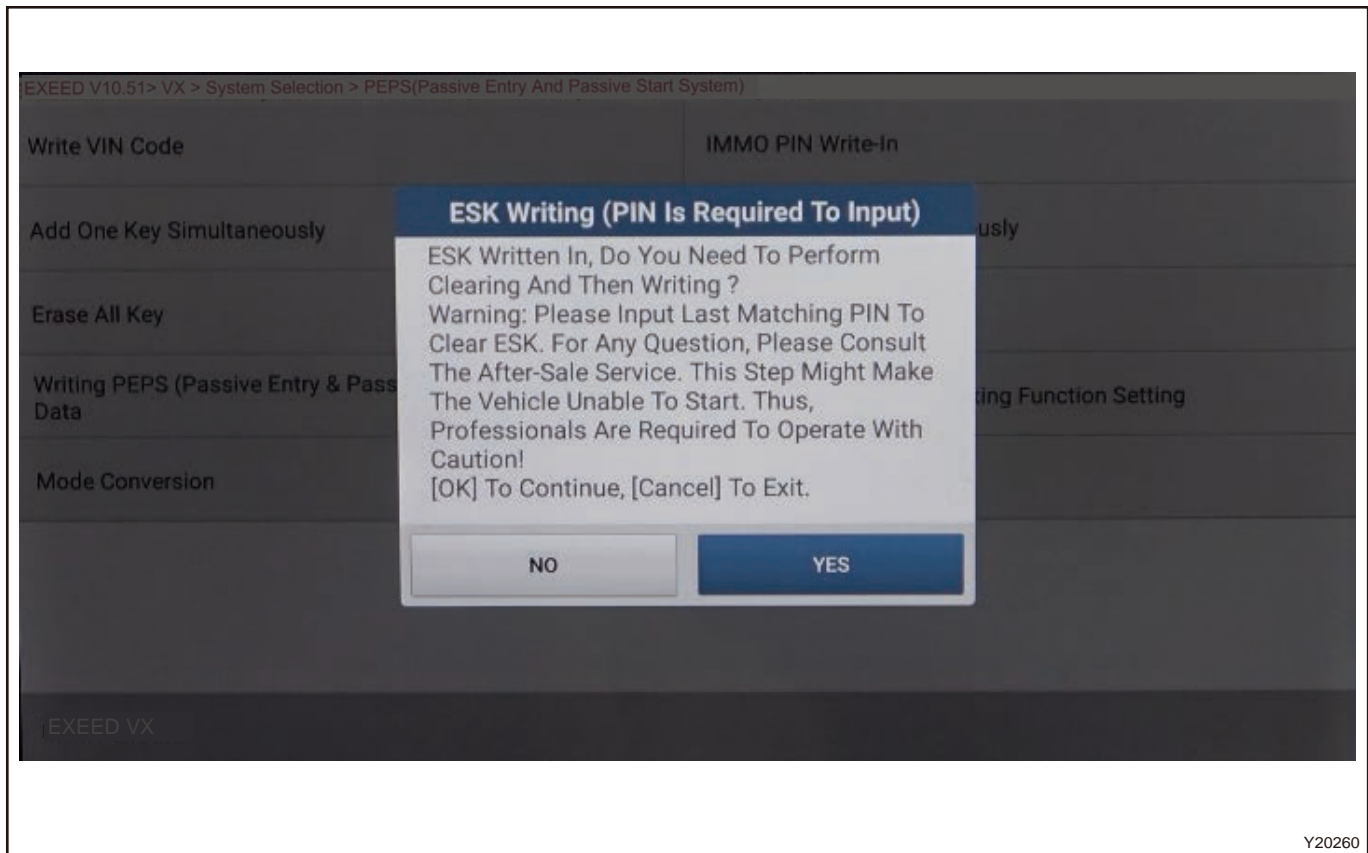 EXEED V10.51> VX > System Selection > PEPS(Passive Entry And Passive Start System)
Write VIN Code
IMMO PIN Write-In
Add One Key Simultaneously
usly
Erase All Key
Writing PEPS (Passive Entry & Pass
Data
ing Function Setting
Mode Conversion
ESK Writing (PIN Is Required To Input)
ESK Written In, Do You Need To Perform
Clearing And Then Writing ?
Warning: Please Input Last Matching PIN To
Clear ESK. For Any Question, Please Consult
The After-Sale Service. This Step Might Make
The Vehicle Unable To Start. Thus,
Professionals Are Required To Operate With
Caution!
[OK] To Continue, [Cancel] To Exit.
NO
YES
EXEED VX
Y20260